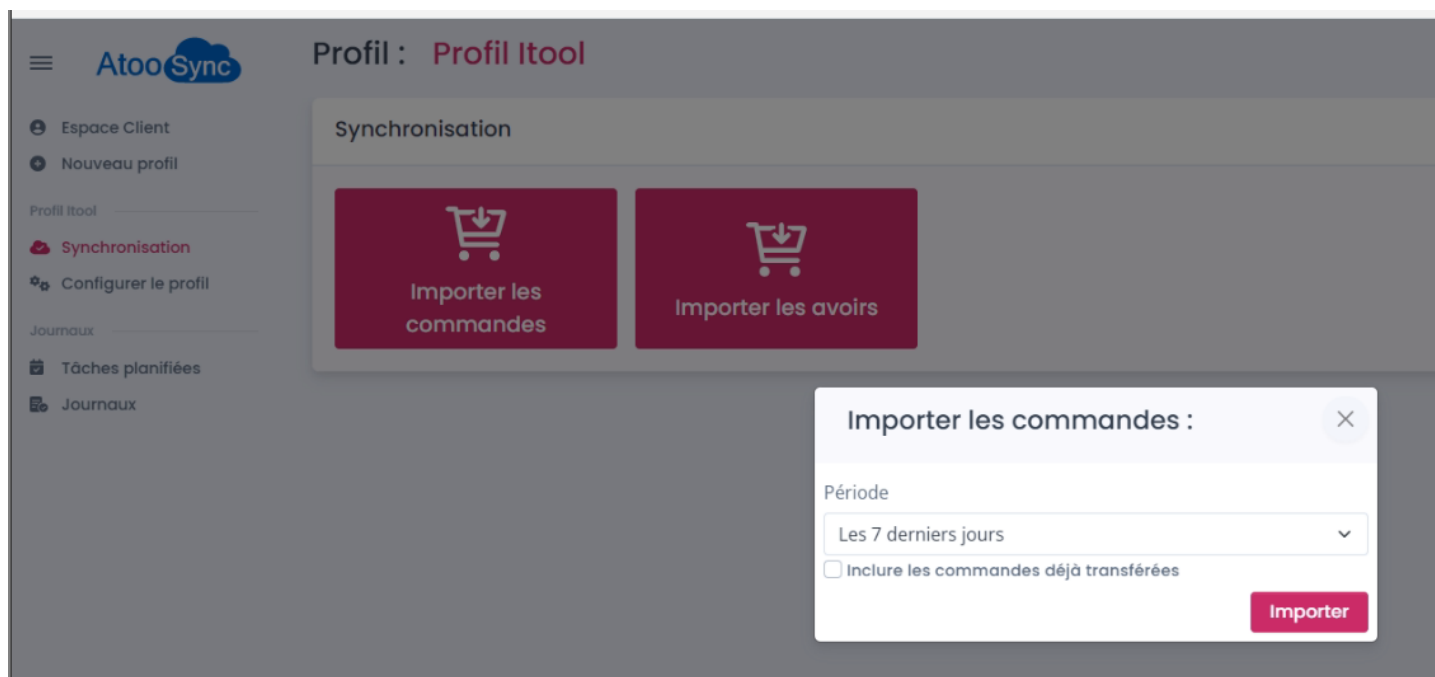 AtooSync
Profil : Profil Itool
Espace Client
Nouveau profil
Profil Itool
Synchronisation
Configurer le profil
Journaux
Tâches planifiées
Journaux
Synchronisation
Importer les
commandes
Importer les avoirs
Importer les commandes :
Période
Les 7 derniers jours
Inclure les commandes déjà transférées
Importer